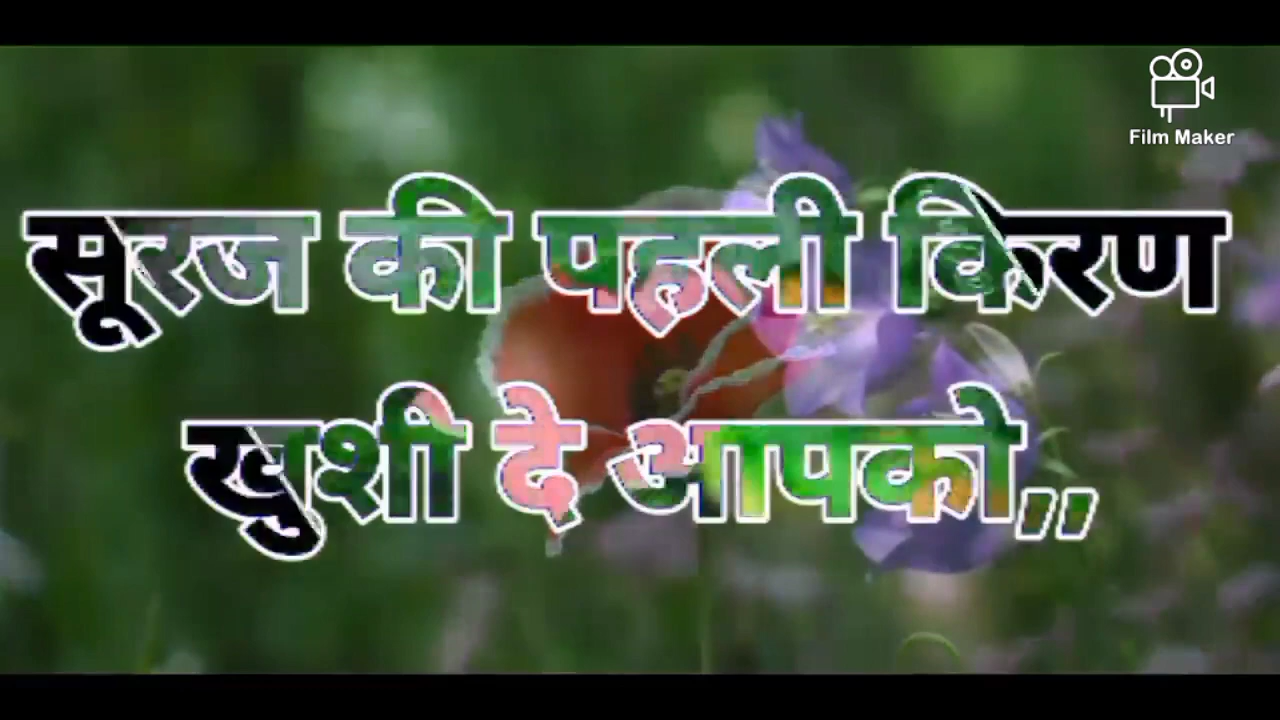 Film Maker
सूरज की पहली किरण
खुशी दे आपको,,